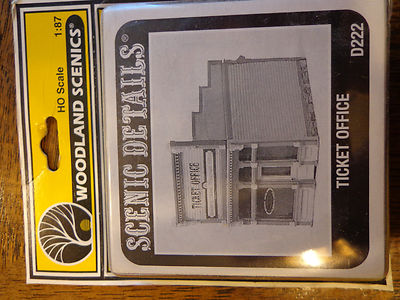 HO Scale 1:87
WOODLAND SCENICS®
SCENIC DETAILS®
TICKET OFFICE
TICKET OFFICE D222